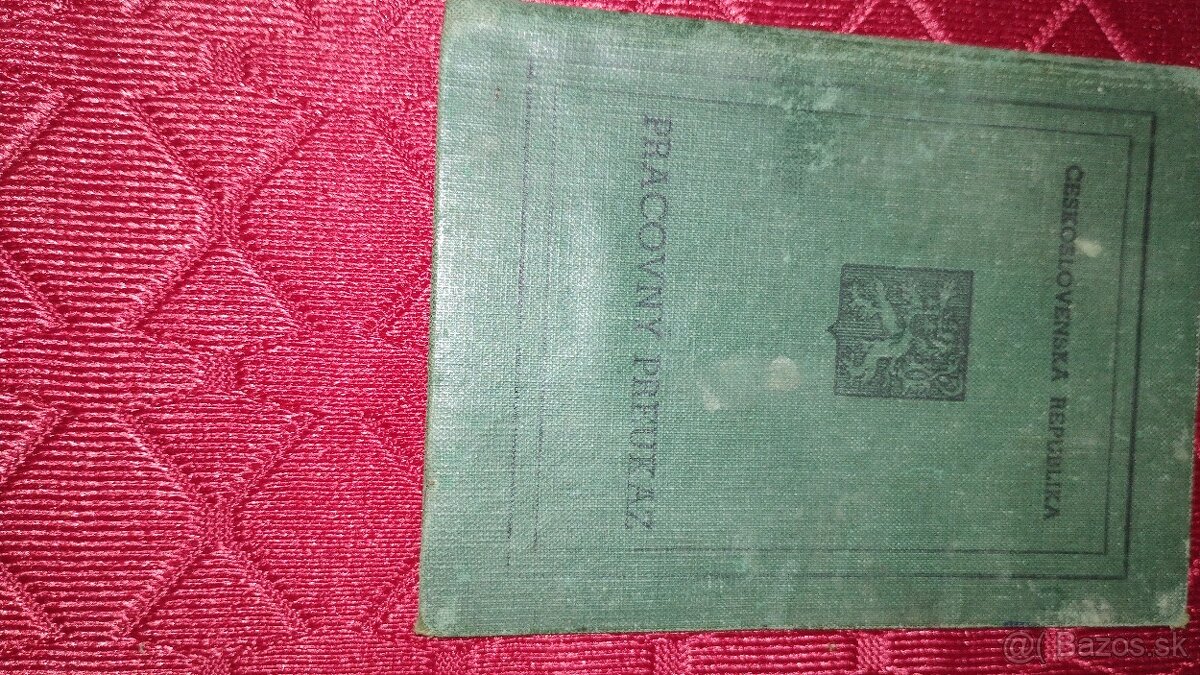 ČESKOSLOVENSKÁ REPUBLIKA
PRACOVNÝ PREUKAZ
@( Bazos.sk